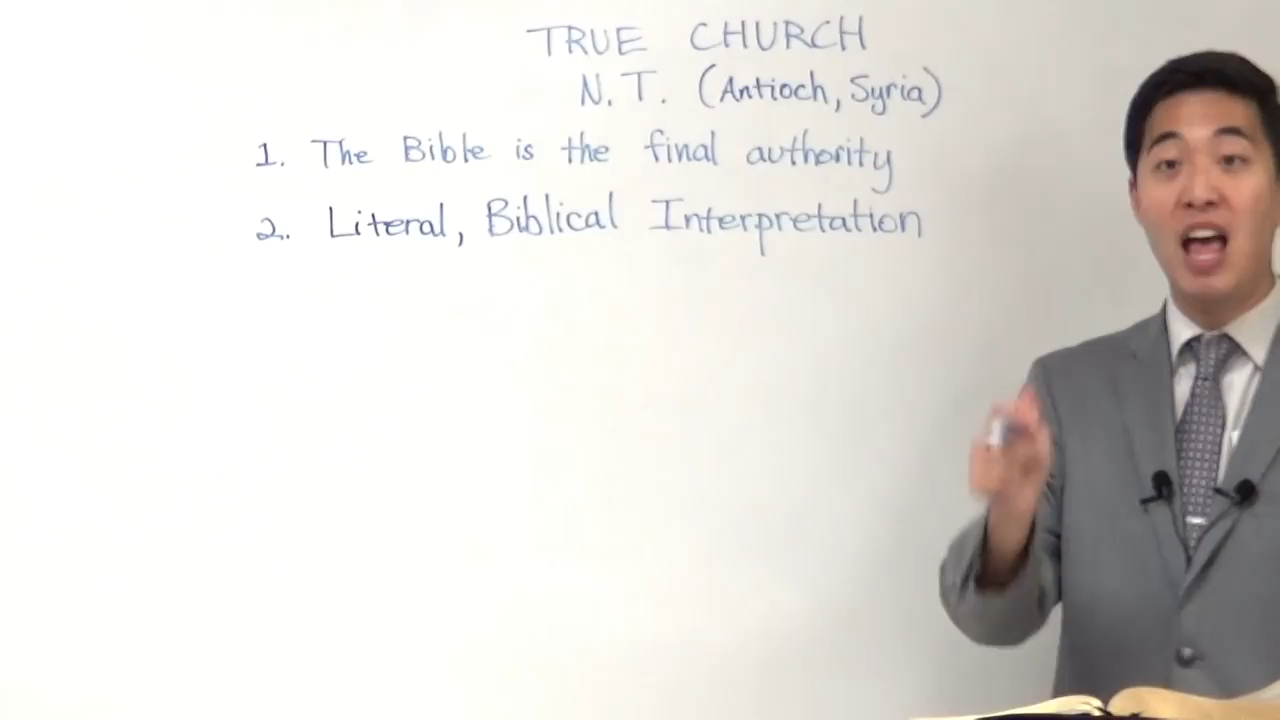 TRUE CHURCH
N.T. (Antioch, Syria)
1. The Bible is the final authority
2. Literal, Biblical Interpretation